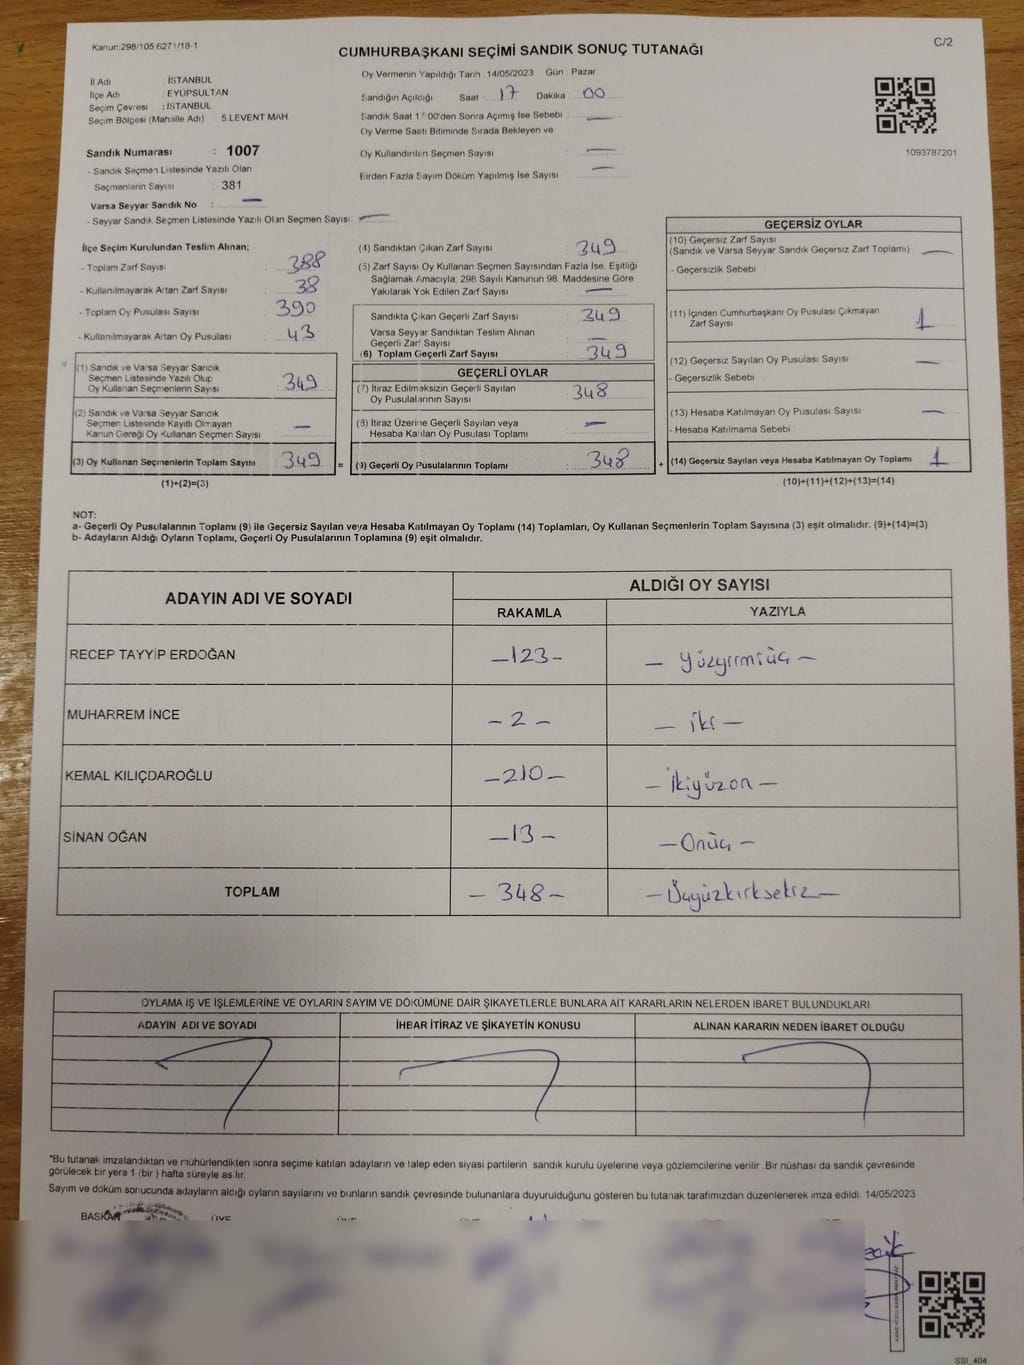 Kanun:298/105,6271/18-1
C/2
CUMHURBAŞKANI SEÇİMİ SANDIK SONUÇ TUTANAĞI
İl Adı : İSTANBUL
İlçe Adı : EYÜPSULTAN
Seçim Çevresi : İSTANBUL
Seçim Bölgesi (Mahalle Adı) 5.LEVENT MAH.
Sandık Numarası : 1007
- Sandık Seçmen Listesinde Yazılı Olan
Seçmenlerin Sayısı : 381
Varsa Seyyar Sandık No : —
- Seyyar Sandık Seçmen Listesinde Yazılı Olan Seçmen Sayısı: —
Oy Vermenin Yapıldığı Tarih : 14/05/2023 Gün : Pazar
Sandığın Açıldığı Saat : 17 Dakika : 00
Sandık Saat 17:00'den Sonra Açımış İse Sebebi : —
Oy Verme Saati Bitiminde Sırada Bekleyen ve
Oy Kullandırılan Seçmen Sayısı : —
Birden Fazla Sayım Döküm Yapılmış İse Sayısı : —
1093787201
İlçe Seçim Kurulundan Teslim Alınan;
- Toplam Zarf Sayısı : 388
- Kullanılmayarak Artan Zarf Sayısı : 38
- Toplam Oy Pusulası Sayısı : 390
- Kullanılmayarak Artan Oy Pusulası : 43
(1) Sandık ve Varsa Seyyar Sandık
Seçmen Listesinde Yazılı Olup
Oy Kullanan Seçmenlerin Sayısı : 349
(2) Sandık ve Varsa Seyyar Sandık
Seçmen Listesinde Kayıtlı Olmayan
Kanun Gereği Oy Kullanan Seçmen Sayısı : —
(3) Oy Kullanan Seçmenlerin Toplam Sayısı : 349 =
(1)+(2)=(3)
(4) Sandıktan Çıkan Zarf Sayısı : 349
(5) Zarf Sayısı Oy Kullanan Seçmen Sayısından Fazla İse, Eşitliği
Sağlamak Amacıyla; 298 Sayılı Kanunun 98. Maddesine Göre
Yakılarak Yok Edilen Zarf Sayısı : —
Sandıkta Çıkan Geçerli Zarf Sayısı : 349
Varsa Seyyar Sandıktan Teslim Alınan
Geçerli Zarf Sayısı : —
(6) Toplam Geçerli Zarf Sayısı : 349
GEÇERLİ OYLAR
(7) İtiraz Edilmeksizin Geçerli Sayılan
Oy Pusulalarının Sayısı : 348
(8) İtiraz Üzerine Geçerli Sayılan veya
Hesaba Katılan Oy Pusulası Toplamı : —
(9) Geçerli Oy Pusulalarının Toplamı : 348 +
GEÇERSİZ OYLAR
(10) Geçersiz Zarf Sayısı
(Sandık ve Varsa Seyyar Sandık Geçersiz Zarf Toplamı) : —
- Geçersizlik Sebebi :
(11) İçinden Cumhurbaşkanı Oy Pusulası Çıkmayan
Zarf Sayısı : 1
(12) Geçersiz Sayılan Oy Pusulası Sayısı : —
- Geçersizlik Sebebi :
(13) Hesaba Katılmayan Oy Pusulası Sayısı : —
- Hesaba Katılmama Sebebi :
(14) Geçersiz Sayılan veya Hesaba Katılmayan Oy Toplamı : 1
(10)+(11)+(12)+(13)=(14)
NOT:
a- Geçerli Oy Pusulalarının Toplamı (9) ile Geçersiz Sayılan veya Hesaba Katılmayan Oy Toplamı (14) Toplamları, Oy Kullanan Seçmenlerin Toplam Sayısına (3) eşit olmalıdır. (9)+(14)=(3)
b- Adayların Aldığı Oyların Toplamı, Geçerli Oy Pusulalarının Toplamına (9) eşit olmalıdır.
ADAYIN ADI VE SOYADI
ALDIĞI OY SAYISI
RAKAMLA YAZIYLA
RECEP TAYYİP ERDOĞAN –123– – yüzyirmiüç –
MUHARREM İNCE – 2 – – iki –
KEMAL KILIÇDAROĞLU –210– – İkiyüzon –
SİNAN OĞAN –13– – Onüç –
TOPLAM – 348 – – Üçyüzkırksekiz –
OYLAMA İŞ VE İŞLEMLERİNE VE OYLARIN SAYIM VE DÖKÜMÜNE DAİR ŞİKAYETLERLE BUNLARA AİT KARARLARIN NELERDEN İBARET BULUNDUKLARI
ADAYIN ADI VE SOYADI İHBAR İTİRAZ VE ŞİKAYETİN KONUSU ALINAN KARARIN NEDEN İBARET OLDUĞU
*Bu tutanak imzalandıktan ve mühürlendikten sonra seçime katılan adayların ve talep eden siyasi partilerin sandık kurulu üyelerine veya gözlemcilerine verilir .Bir nüshası da sandık çevresinde
görülecek bir yere 1 (bir ) hafta süreyle asılır.
Sayım ve döküm sonucunda adayların aldığı oyların sayılarını ve bunların sandık çevresinde bulunanlara duyurulduğunu gösteren bu tutanak tarafımızdan düzenlenerek imza edildi. 14/05/2023
BAŞKAN ÜYE
SSI_404